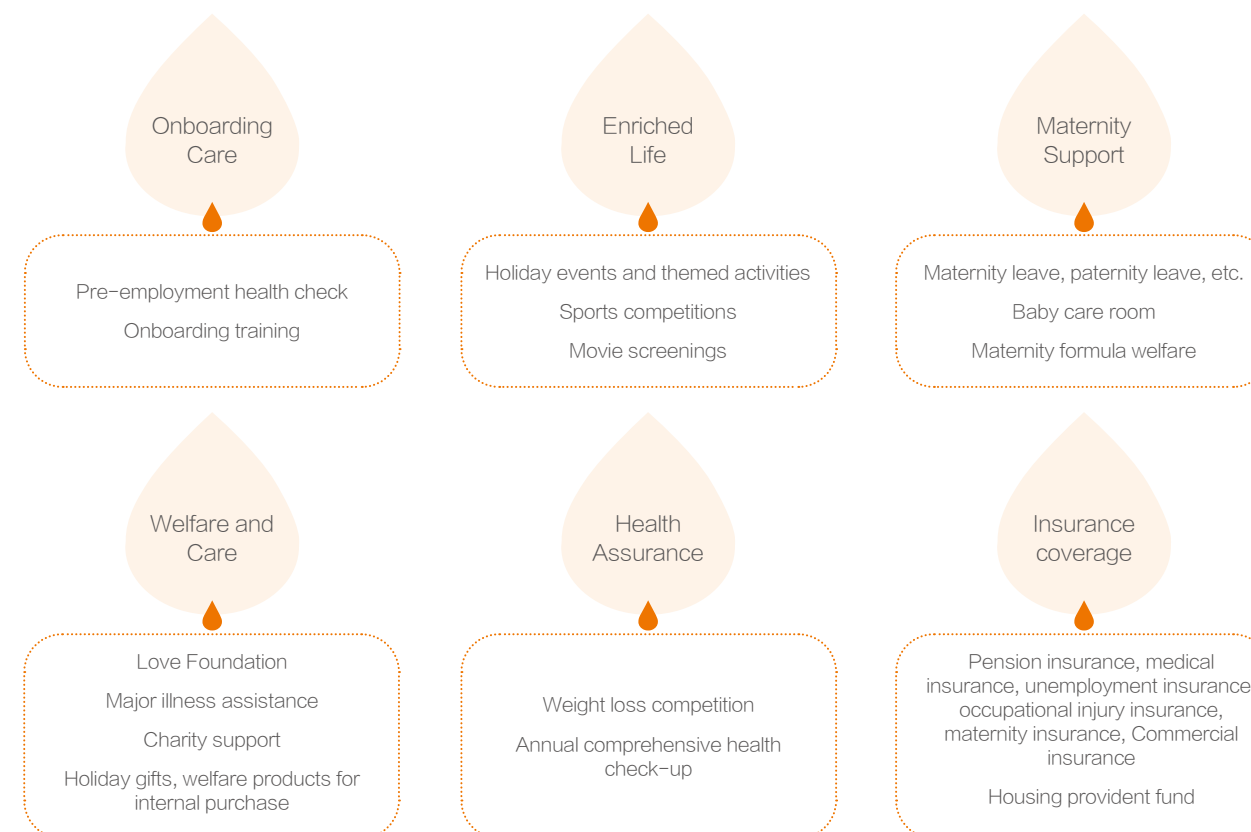 Onboarding
Care
Pre-employment health check
Onboarding training
Enriched
Life
Holiday events and themed activities
Sports competitions
Movie screenings
Maternity
Support
Maternity leave, paternity leave, etc.
Baby care room
Maternity formula welfare
Welfare and
Care
Love Foundation
Major illness assistance
Charity support
Holiday gifts, welfare products for
internal purchase
Health
Assurance
Weight loss competition
Annual comprehensive health
check-up
Insurance
coverage
Pension insurance, medical
insurance, unemployment insurance
occupational injury insurance,
maternity insurance, Commercial
insurance
Housing provident fund